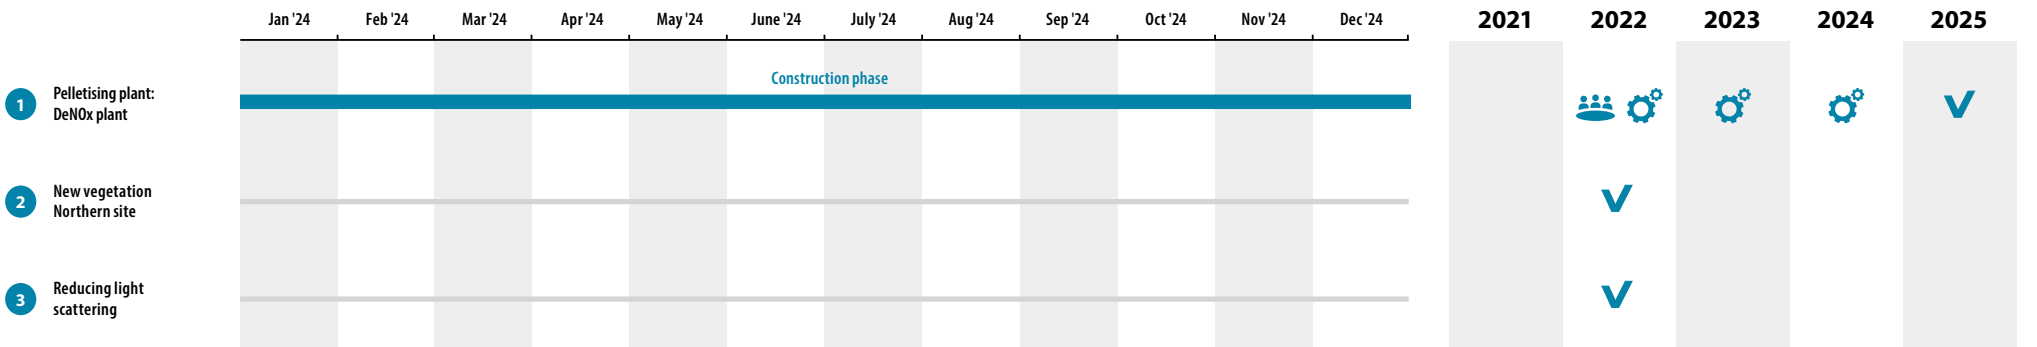 Jan '24 Feb '24 Mar '24 Apr '24 May '24 June '24 July '24 Aug '24 Sep '24 Oct '24 Nov '24 Dec '24 2021 2022 2023 2024 2025
Construction phase
1 Pelletising plant:
DeNOx plant
2 New vegetation
Northern site
3 Reducing light
scattering